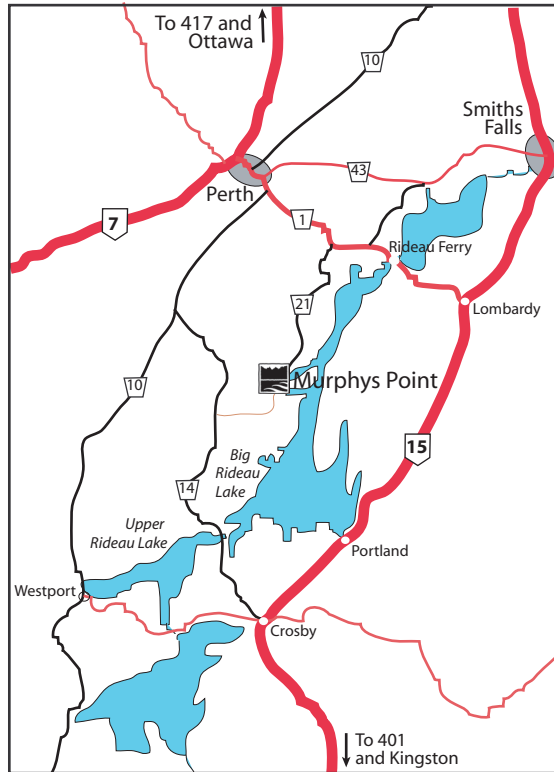 To 417 and
Ottawa
10
Smiths
Falls
43
Perth
7
1
Rideau Ferry
21
Lombardy
Murphys Point
10
15
Big
Rideau
Lake
14
Upper
Rideau Lake
Portland
Westport
Crosby
To 401
and Kingston